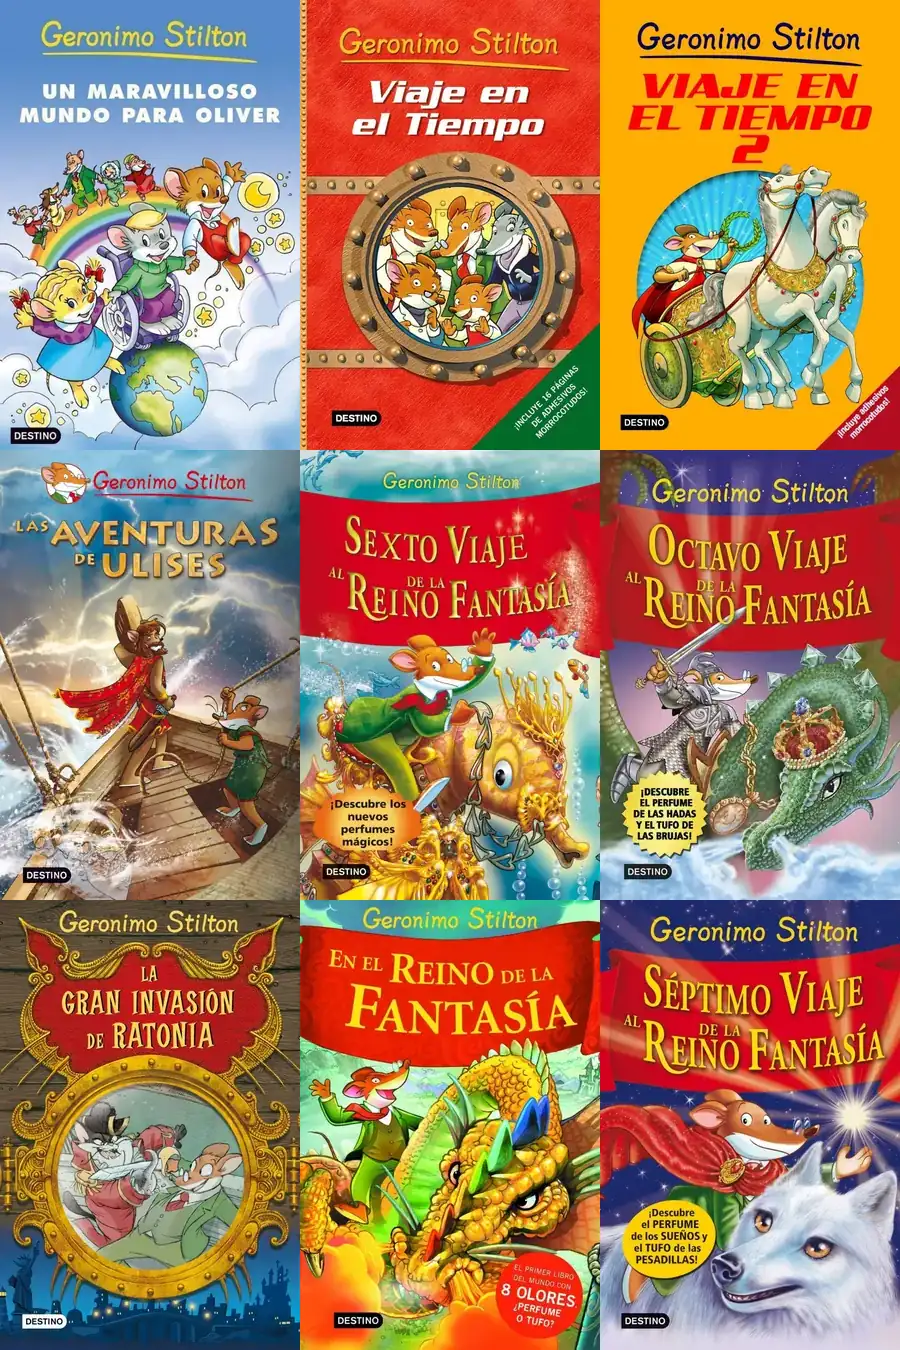 Geronimo Stilton
UN MARAVILLOSO
MUNDO PARA OLIVER
DESTINO
Geronimo Stilton
Viaje en
el Tiempo
¡INCLUYE 16 PÁGINAS
DE ADHESIVOS
MORROCOTUDOS!
DESTINO
Geronimo Stilton
VIAJE EN
EL TIEMPO
2
¡Incluye adhesivos
morrocotudos!
DESTINO
Geronimo Stilton
LAS AVENTURAS
DE ULISES
DESTINO
Geronimo Stilton
SEXTO VIAJE
AL REINO DE LA FANTASÍA
¡Descubre los
nuevos
perfumes
mágicos!
DESTINO
Geronimo Stilton
OCTAVO VIAJE
AL REINO DE LA FANTASÍA
¡DESCUBRE
EL PERFUME
DE LAS HADAS
Y EL TUFO DE
LAS BRUJAS!
DESTINO
Geronimo Stilton
LA
GRAN INVASIÓN
DE RATONIA
DESTINO
Geronimo Stilton
EN EL REINO DE LA
FANTASÍA
EL PRIMER LIBRO
DEL MUNDO CON
8 OLORES
¿PERFUME
O TUFO?
DESTINO
Geronimo Stilton
SÉPTIMO VIAJE
AL REINO DE LA FANTASÍA
¡Descubre
el PERFUME
de los SUEÑOS y
el TUFO de las
PESADILLAS!
DESTINO